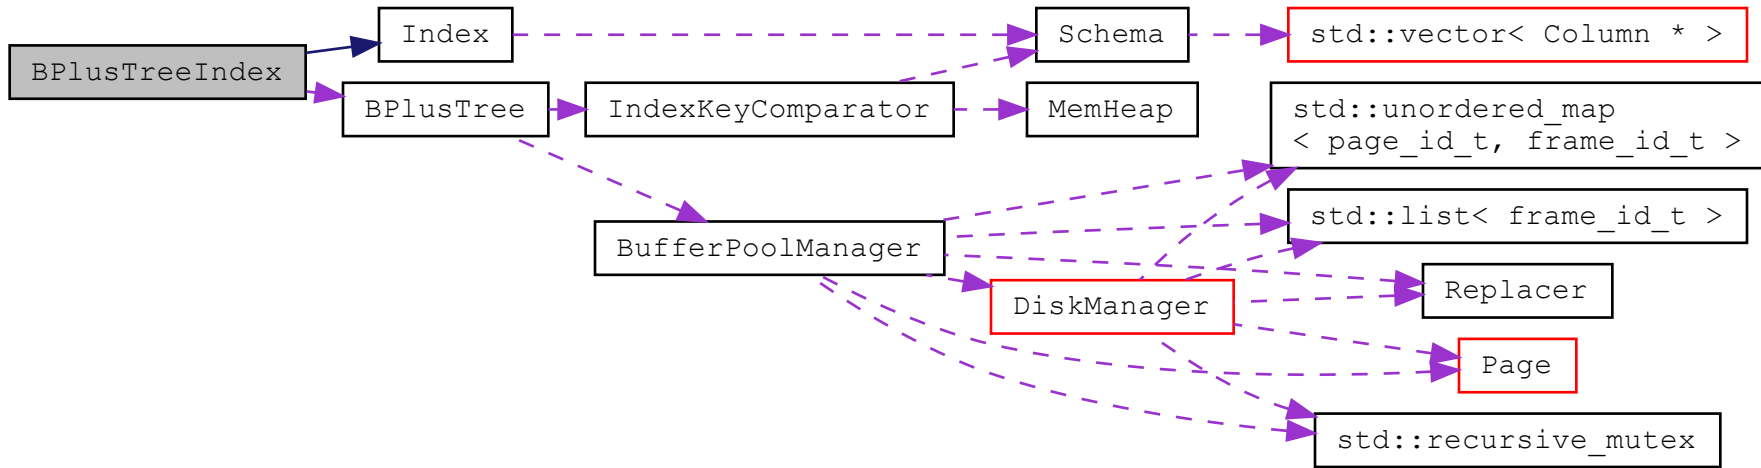 BPlusTreeIndex
Index
BPlusTree
IndexKeyComparator
BufferPoolManager
Schema
MemHeap
DiskManager
std::vector< Column * >
std::unordered_map
< page_id_t, frame_id_t >
std::list< frame_id_t >
Replacer
Page
std::recursive_mutex